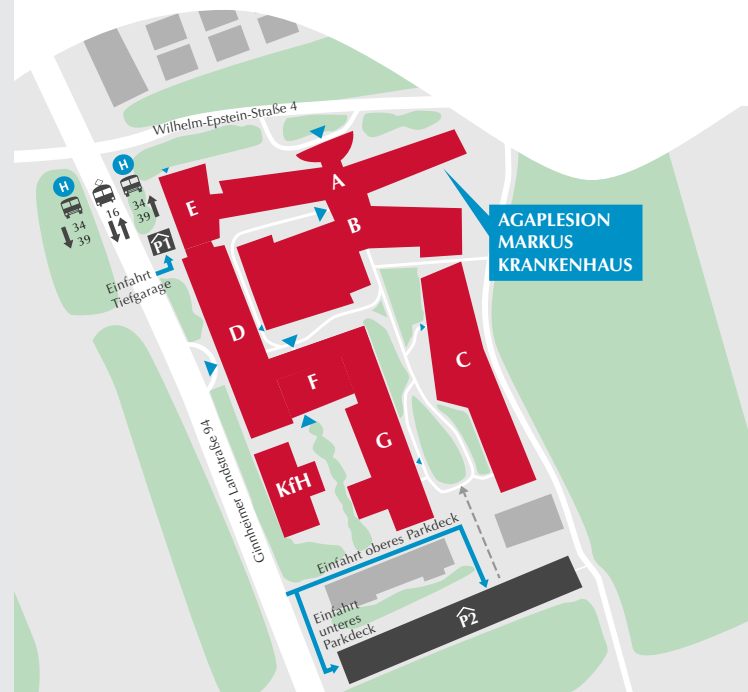 Wilhelm-Epstein-Straße 4
H
H
34
39
16
34
39
P1
Einfahrt
Tiefgarage
E
A
B
AGAPLESION
MARKUS
KRANKENHAUS
D
C
F
G
KfH
Ginnheimer Landstraße 94
Einfahrt oberes Parkdeck
Einfahrt
unteres
Parkdeck
P2